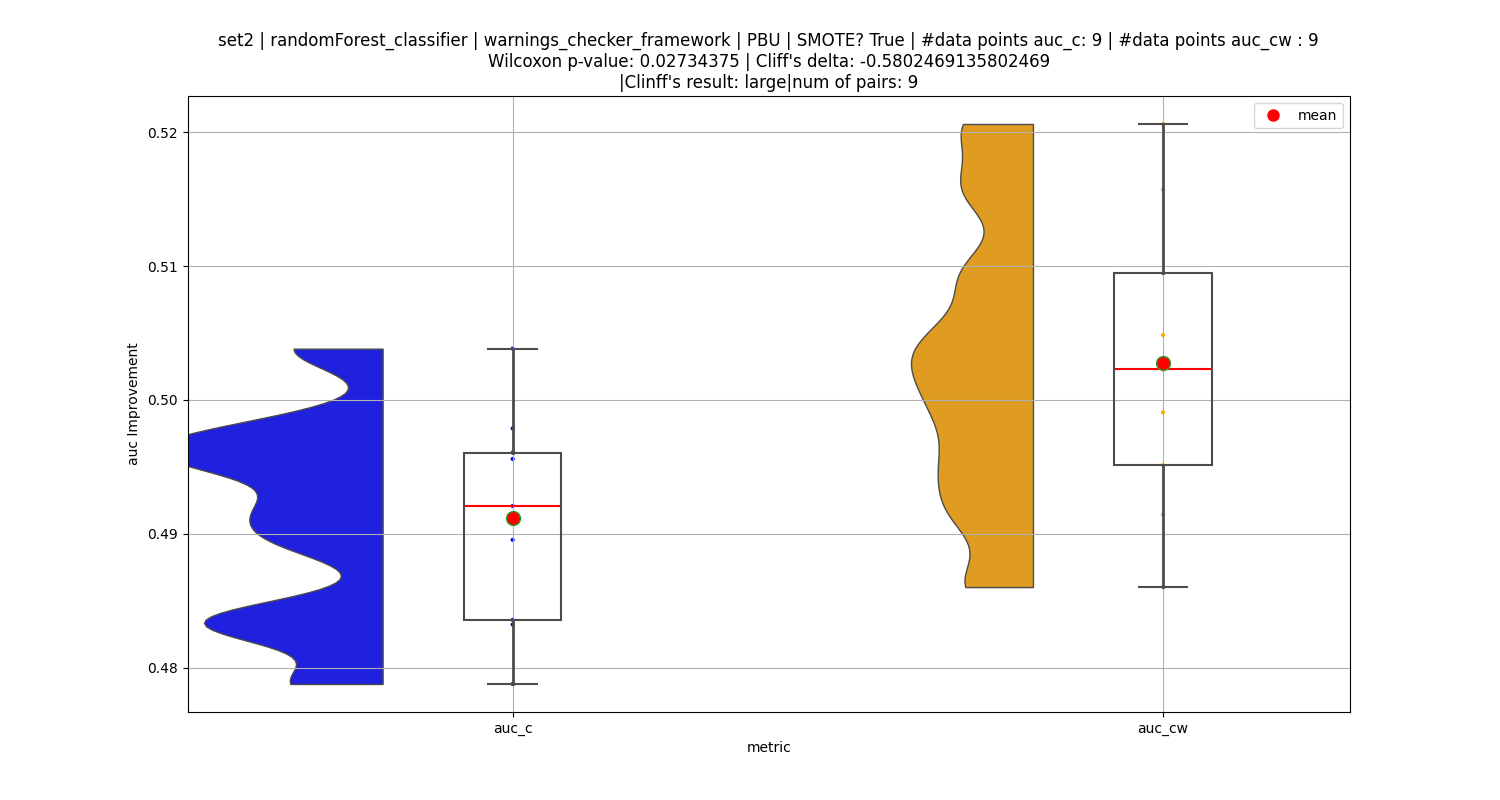 set2 | randomForest_classifier | warnings_checker_framework | PBU | SMOTE? True | #data points auc_c: 9 | #data points auc_cw : 9
Wilcoxon p-value: 0.02734375 | Cliff's delta: -0.5802469135802469
|Clinff's result: large|num of pairs: 9
mean
0.52
0.51
0.50
0.49
0.48
auc Improvement
auc_c
auc_cw
metric